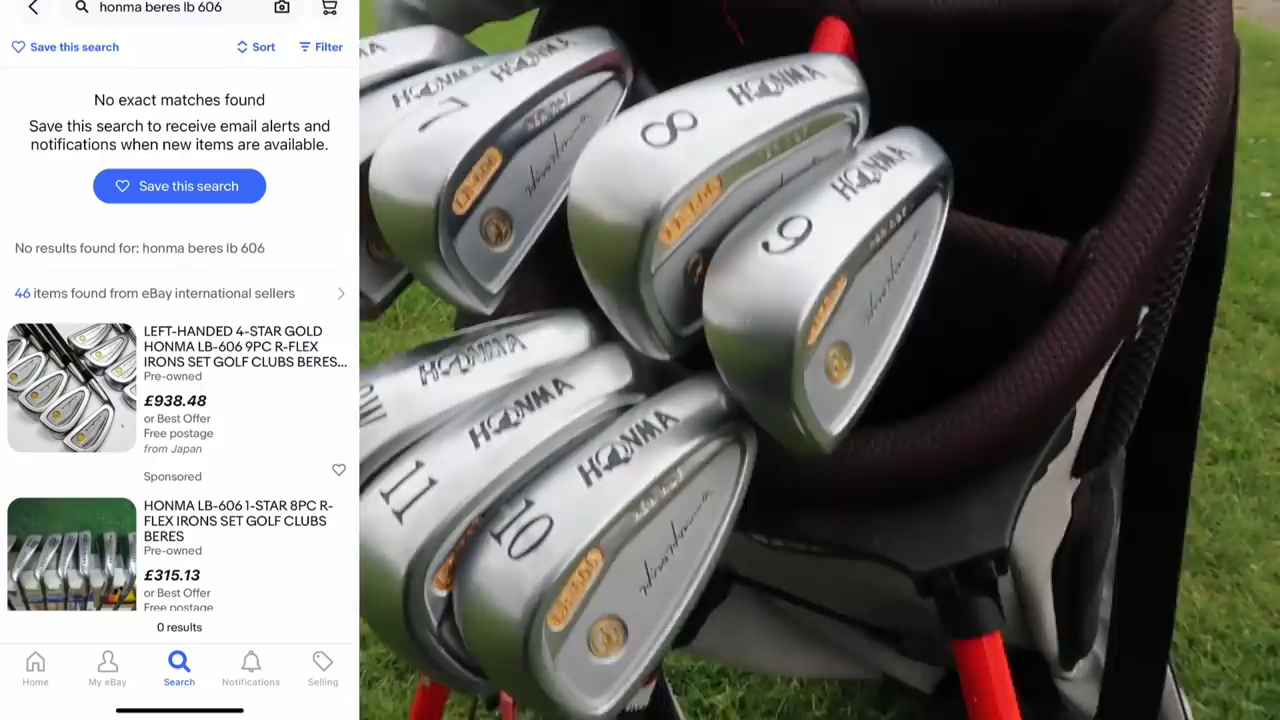 honma beres lb 606
Save this search
Sort
Filter
No exact matches found
Save this search to receive email alerts and
notifications when new items are available.
Save this search
No results found for: honma beres lb 606
46 items found from eBay international sellers
LEFT-HANDED 4-STAR GOLD
HONMA LB-606 9PC R-FLEX
IRONS SET GOLF CLUBS BERES...
Pre-owned
£938.48
or Best Offer
Free postage
from Japan
Sponsored
HONMA LB-606 1-STAR 8PC R-
FLEX IRONS SET GOLF CLUBS
BERES
Pre-owned
£315.13
or Best Offer
Free postage
0 results
Home
My eBay
Search
Notifications
Selling
HONMA
7
HONMA
8
HONMA
9
HONMA
HONMA
11
HONMA
10
HONMA